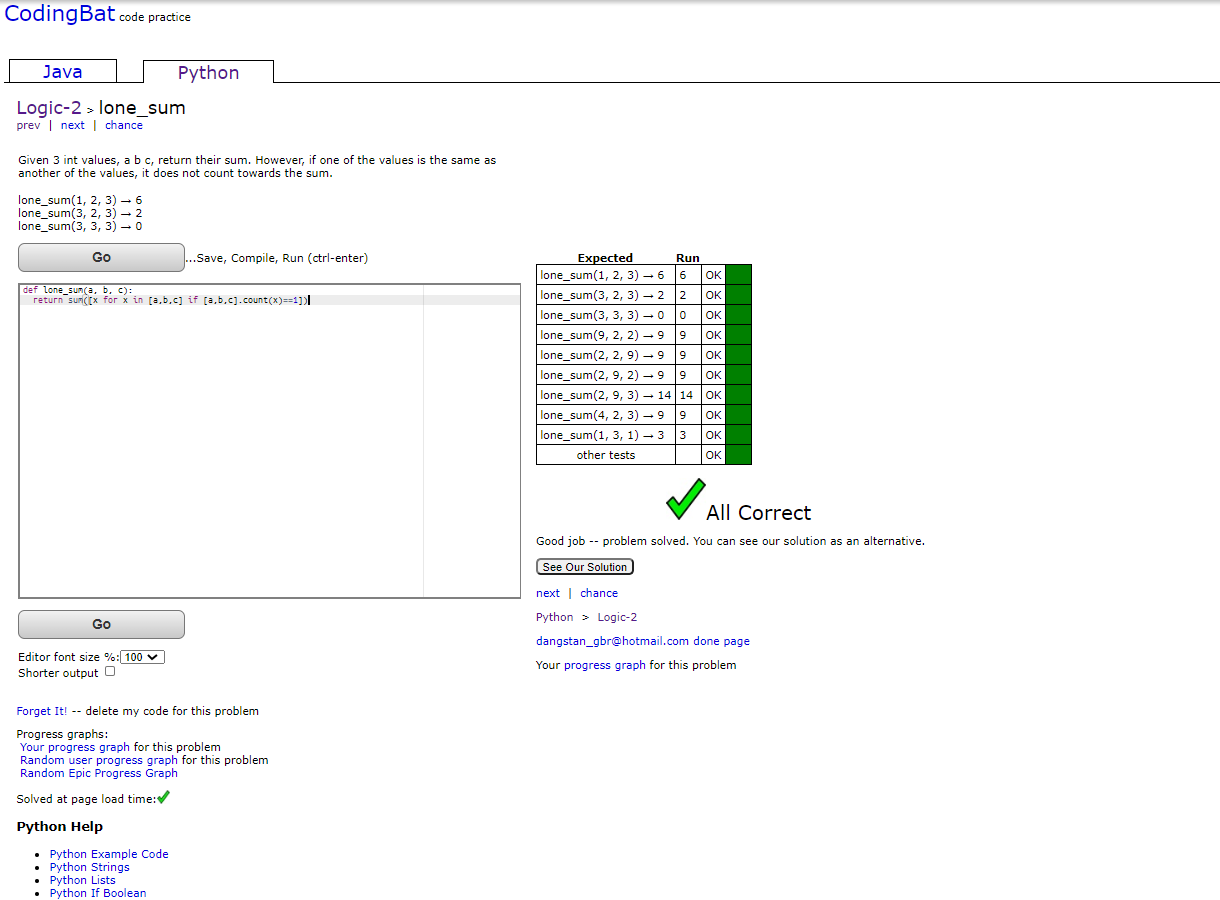 CodingBat code practice
Java
Python
Logic-2 > lone_sum
prev | next | chance
Given 3 int values, a b c, return their sum. However, if one of the values is the same as
another of the values, it does not count towards the sum.
lone_sum(1, 2, 3) → 6
lone_sum(3, 2, 3) → 2
lone_sum(3, 3, 3) → 0
Go ...Save, Compile, Run (ctrl-enter)
def lone_sum(a, b, c):
  return sum([x for x in [a,b,c] if [a,b,c].count(x)==1])
Go
Editor font size %: 100
Shorter output
Forget It! -- delete my code for this problem
Progress graphs:
Your progress graph for this problem
Random user progress graph for this problem
Random Epic Progress Graph
Solved at page load time:
Python Help
• Python Example Code
• Python Strings
• Python Lists
• Python If Boolean
Expected Run
lone_sum(1, 2, 3) → 6 6 OK
lone_sum(3, 2, 3) → 2 2 OK
lone_sum(3, 3, 3) → 0 0 OK
lone_sum(9, 2, 2) → 9 9 OK
lone_sum(2, 2, 9) → 9 9 OK
lone_sum(2, 9, 2) → 9 9 OK
lone_sum(2, 9, 3) → 14 14 OK
lone_sum(4, 2, 3) → 9 9 OK
lone_sum(1, 3, 1) → 3 3 OK
other tests OK
All Correct
Good job -- problem solved. You can see our solution as an alternative.
See Our Solution
next | chance
Python > Logic-2
dangstan_gbr@hotmail.com done page
Your progress graph for this problem